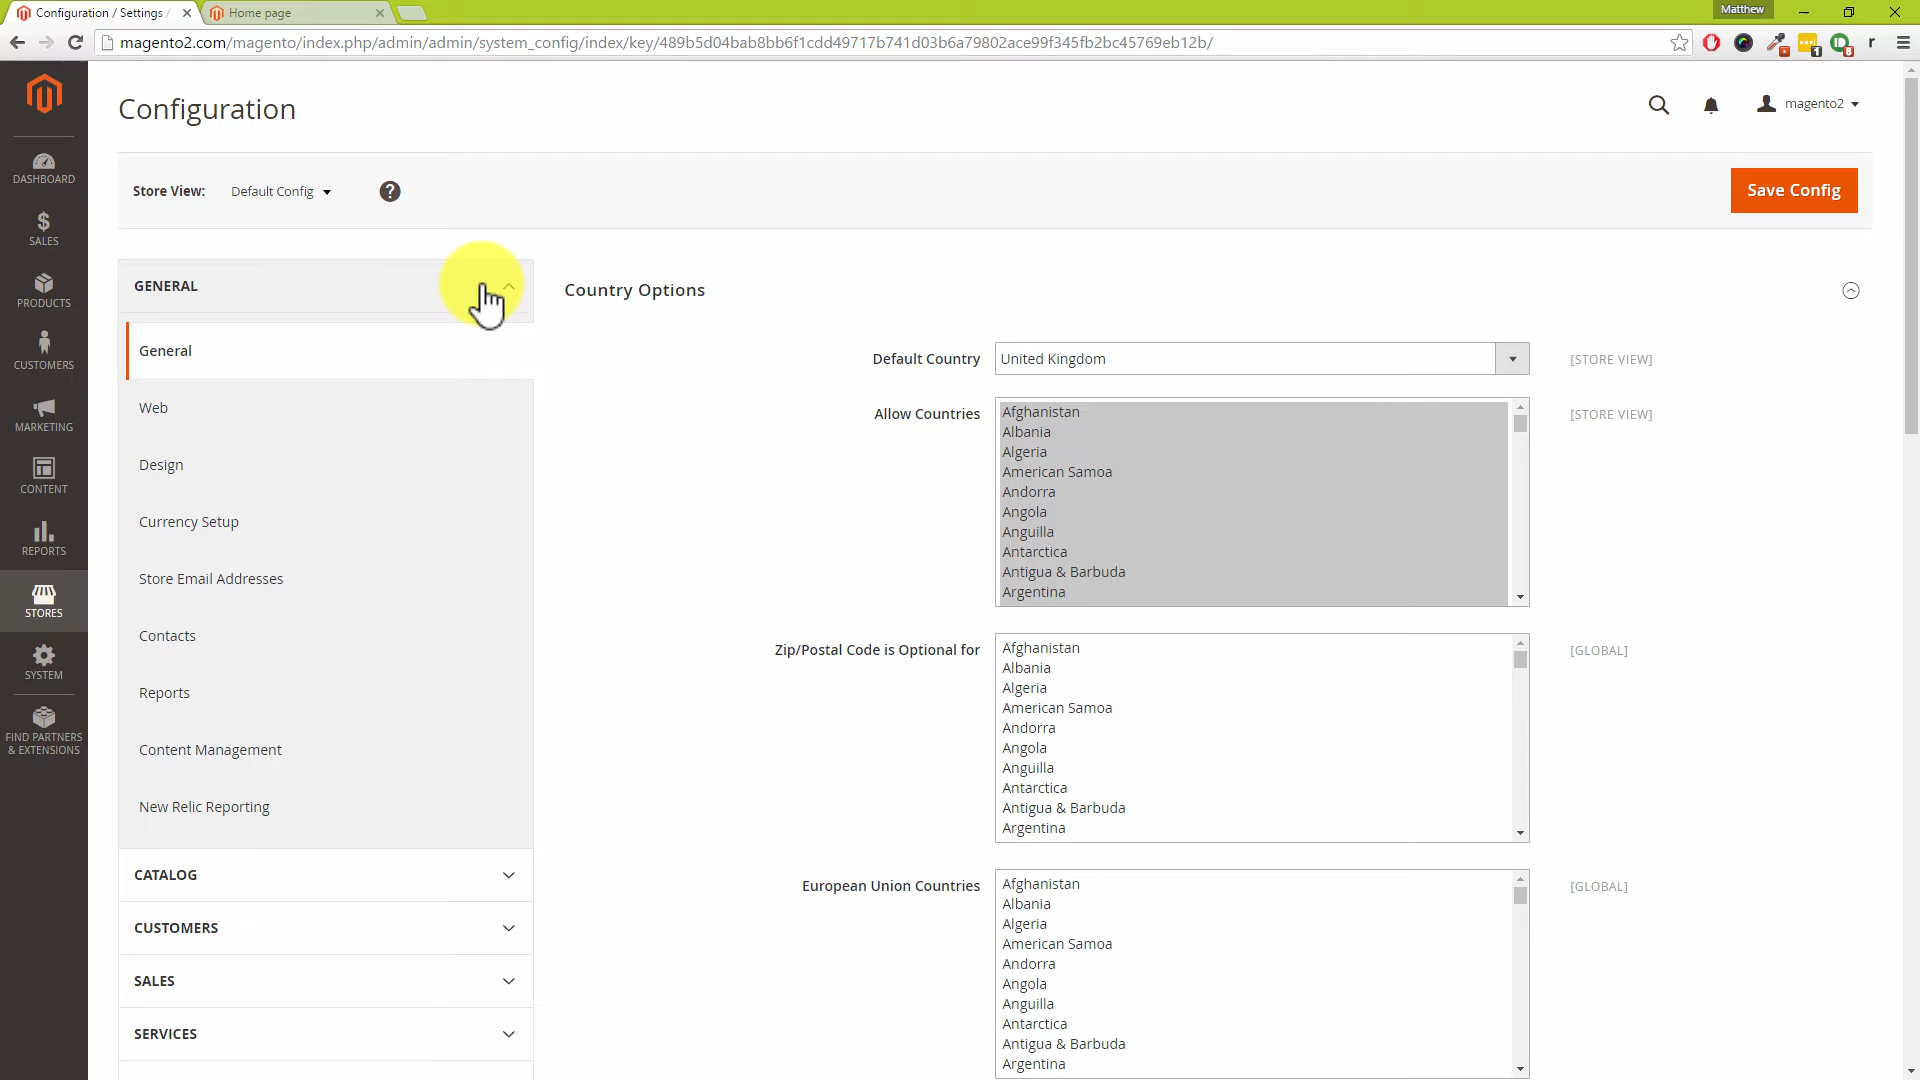 Configuration / Settings /
Home page
Matthew
magento2.com/magento/index.php/admin/admin/system_config/index/key/489b5d04bab8bb6f1cdd49717b741d03b6a79802ace99f345fb2bc45769eb12b/
Configuration
magento2
Store View: Default Config ?
Save Config
DASHBOARD
SALES
PRODUCTS
CUSTOMERS
MARKETING
CONTENT
REPORTS
STORES
SYSTEM
FIND PARTNERS
& EXTENSIONS
GENERAL
General
Web
Design
Currency Setup
Store Email Addresses
Contacts
Reports
Content Management
New Relic Reporting
CATALOG
CUSTOMERS
SALES
SERVICES
Country Options
Default Country United Kingdom [STORE VIEW]
Allow Countries [STORE VIEW]
Afghanistan
Albania
Algeria
American Samoa
Andorra
Angola
Anguilla
Antarctica
Antigua & Barbuda
Argentina
Zip/Postal Code is Optional for [GLOBAL]
Afghanistan
Albania
Algeria
American Samoa
Andorra
Angola
Anguilla
Antarctica
Antigua & Barbuda
Argentina
European Union Countries [GLOBAL]
Afghanistan
Albania
Algeria
American Samoa
Andorra
Angola
Anguilla
Antarctica
Antigua & Barbuda
Argentina